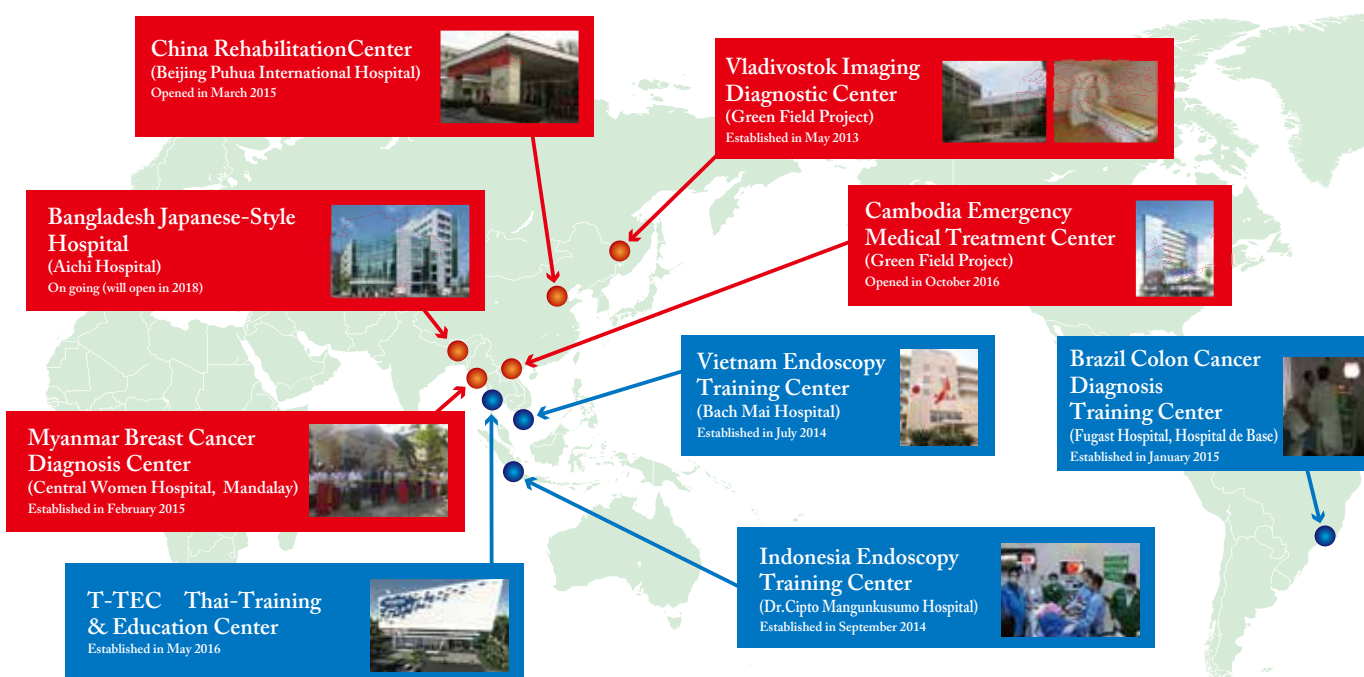 China RehabilitationCenter
(Beijing Puhua International Hospital)
Opened in March 2015
Vladivostok Imaging
Diagnostic Center
(Green Field Project)
Established in May 2013
Bangladesh Japanese-Style
Hospital
(Aichi Hospital)
On going (will open in 2018)
Cambodia Emergency
Medical Treatment Center
(Green Field Project)
Opened in October 2016
Vietnam Endoscopy
Training Center
(Bach Mai Hospital)
Established in July 2014
Brazil Colon Cancer
Diagnosis
Training Center
(Fugast Hospital, Hospital de Base)
Established in January 2015
Myanmar Breast Cancer
Diagnosis Center
(Central Women Hospital, Mandalay)
Established in February 2015
Indonesia Endoscopy
Training Center
(Dr.Cipto Mangunkusumo Hospital)
Established in September 2014
T-TEC Thai-Training
& Education Center
Established in May 2016